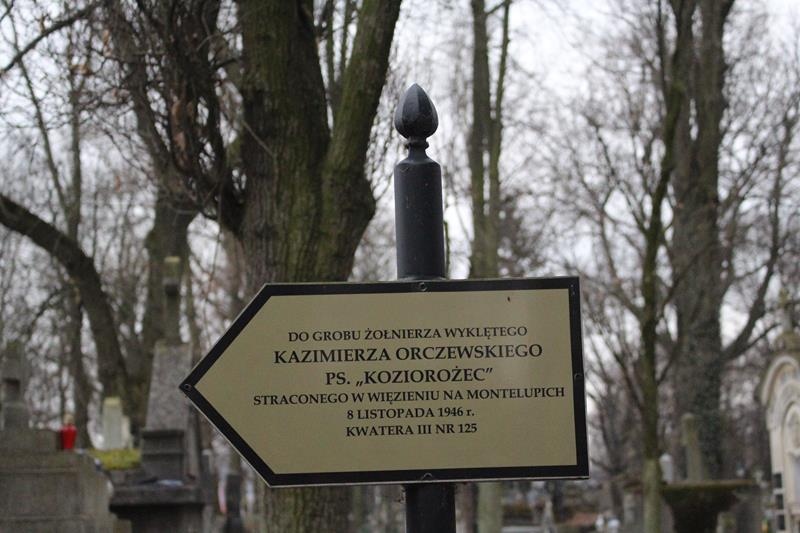 DO GROBU ŻOŁNIERZA WYKLĘTEGO
KAZIMIERZA ORCZEWSKIEGO
PS. „KOZIOROŻEC”
STRACONEGO W WIĘZIENIU NA MONTELUPICH
8 LISTOPADA 1946 r.
KWATERA III NR 125